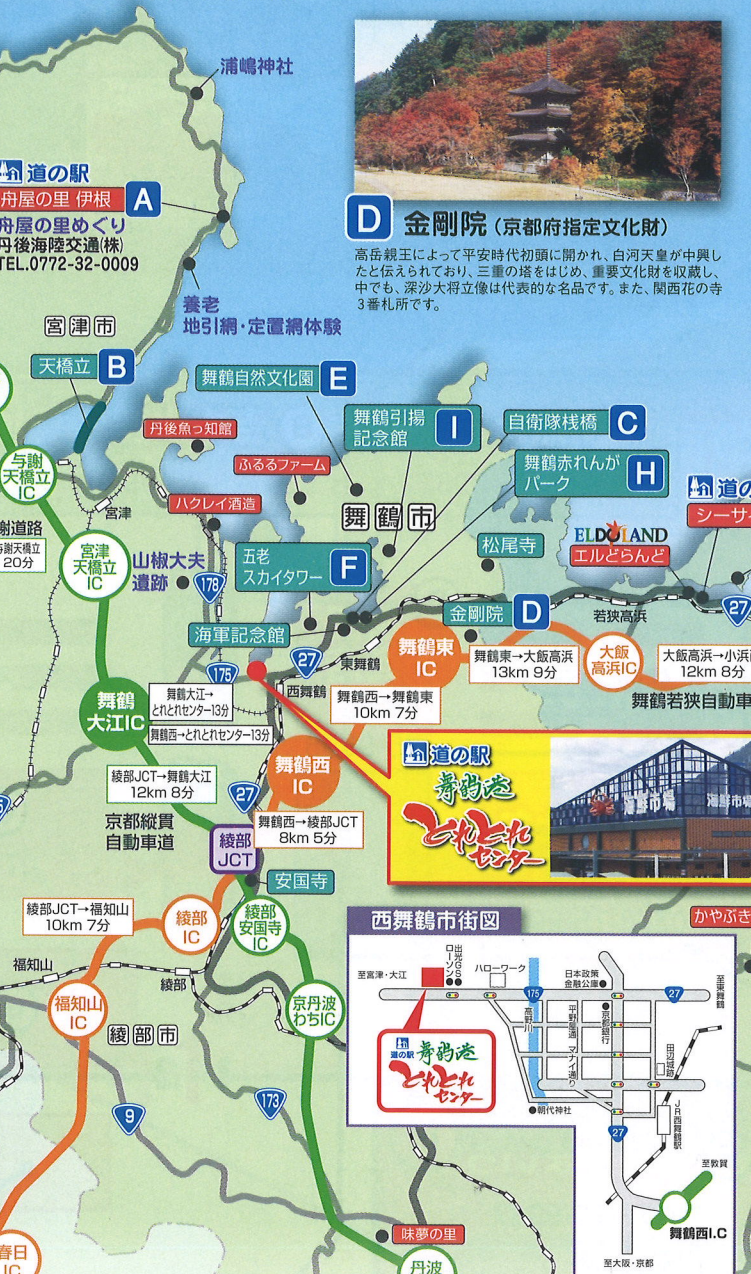 浦嶋神社
道の駅
舟屋の里 伊根
A
舟屋の里めぐり
丹後海陸交通(株)
TEL.0772-32-0009
養老
地引網・定置網体験
D 金剛院(京都府指定文化財)
高岳親王によって平安時代初頭に開かれ、白河天皇が中興し
たと伝えられており、三重の塔をはじめ、重要文化財を収蔵し、
中でも、深沙大将立像は代表的な名品です。また、関西花の寺
3番札所です。
宮津市
天橋立 B
舞鶴自然文化園 E
舞鶴引揚
記念館
I
自衛隊桟橋 C
舞鶴赤れんが
パーク
H
丹後魚っ知館
ふるるファーム
ハクレイ酒造
舞鶴市
与謝
天橋立
IC
宮津
謝道路
与謝天橋立
20分
宮津
天橋立
IC
山椒大夫
遺跡
178
五老
スカイタワー
F
松尾寺
道の
シーサイ
ELDOLAND
エルどらんど
27
海軍記念館
金剛院 D
若狭高浜
175
27
東舞鶴
西舞鶴
舞鶴東
IC
舞鶴東→大飯高浜
13km 9分
大飯
高浜IC
大飯高浜→小浜
12km 8分
舞鶴若狭自動車
舞鶴
大江IC
舞鶴大江→
とれとれセンター13分
舞鶴西→とれとれセンター13分
舞鶴西→舞鶴東
10km 7分
道の駅
舞鶴港
とれとれ
センター
海鮮市場
海鮮市場
舞鶴西
IC
綾部JCT→舞鶴大江
12km 8分
27
京都縦貫
自動車道
舞鶴西→綾部JCT
8km 5分
綾部
JCT
安国寺
綾部JCT→福知山
10km 7分
綾部
IC
綾部
安国寺
IC
福知山
綾部
福知山
IC
綾部市
京丹波
わちIC
9
173
かやぶき
西舞鶴市街図
至宮津・大江
出光GS
ローソン
ハローワーク
日本政策
金融公庫
至東舞鶴
175
27
高野川
平野屋通
マナイ通り
京都銀行
田辺城跡
道の駅 舞鶴港
とれとれ
センター
朝代神社
JR西舞鶴駅
27
至敦賀
舞鶴西I.C
至大阪・京都
味夢の里
春日
IC
丹波